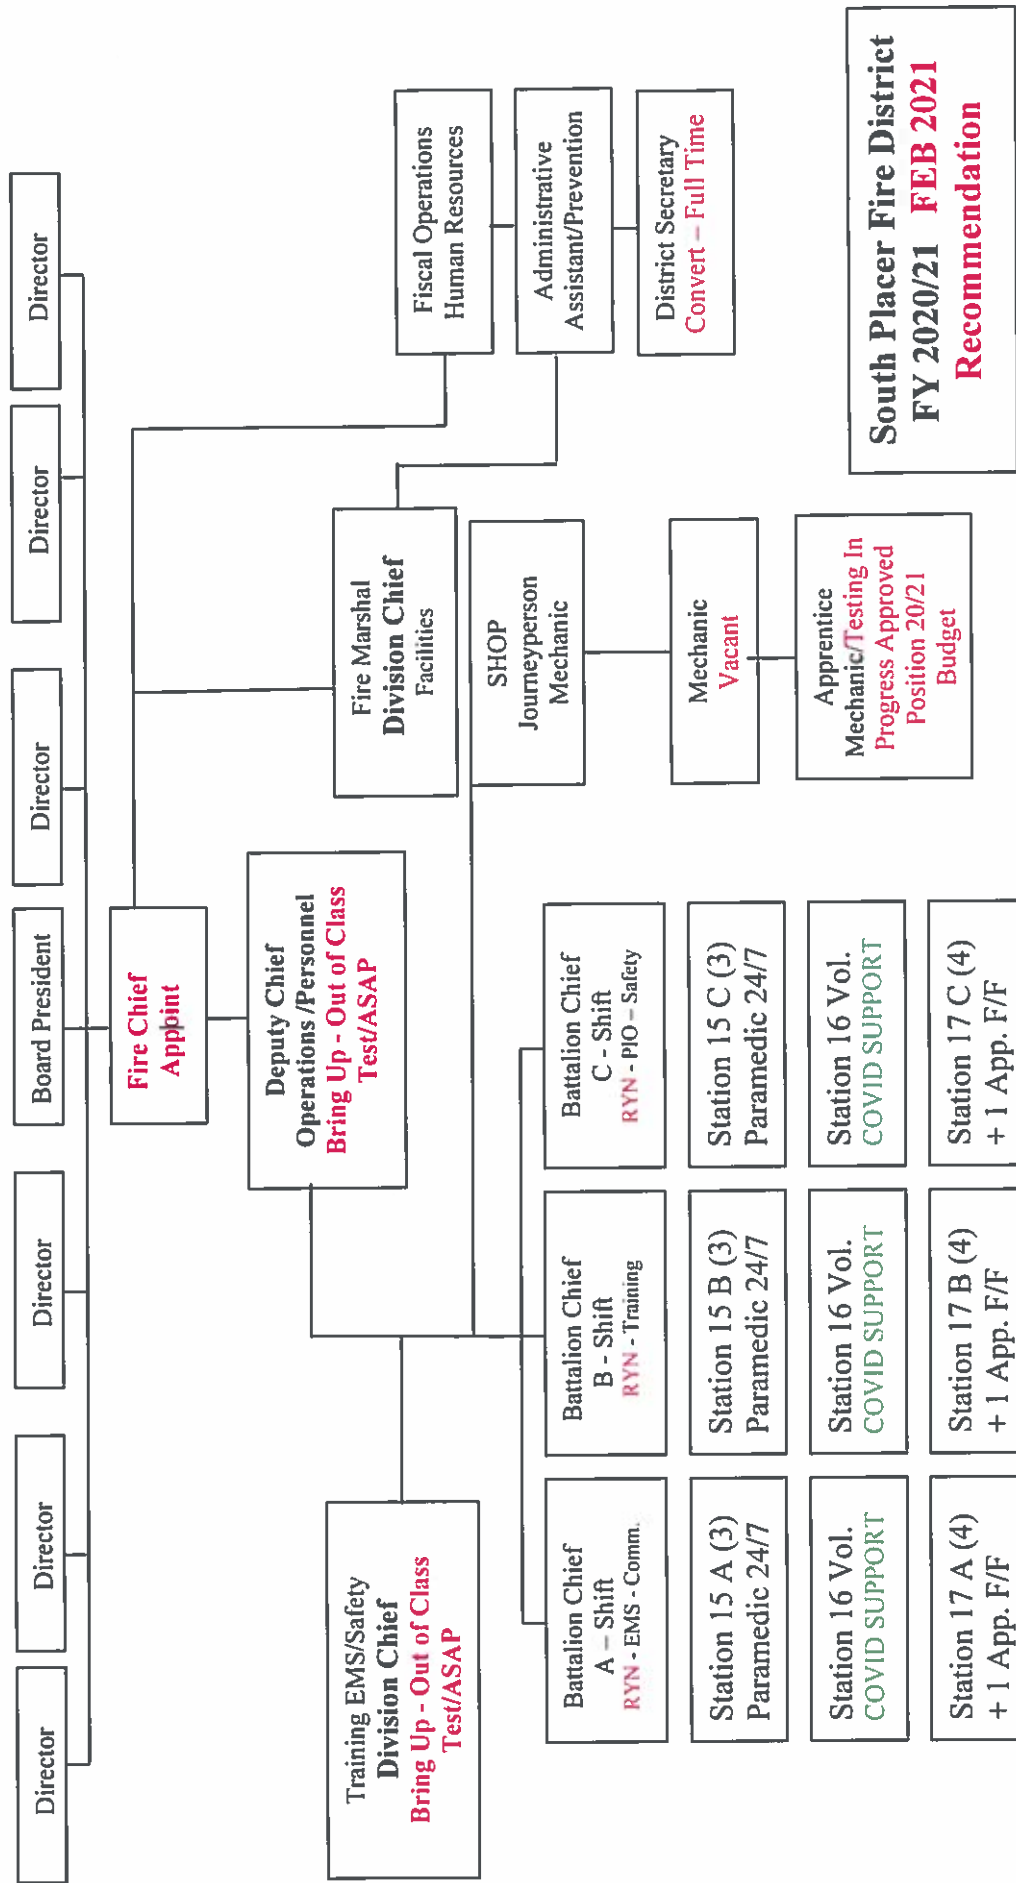 Director
Director
Director
Board President
Director
Director
Director
Fire Chief
Appoint
Deputy Chief
Operations /Personnel
Bring Up - Out of Class
Test/ASAP
Training EMS/Safety
Division Chief
Bring Up - Out of Class
Test/ASAP
Fire Marshal
Division Chief
Facilities
Fiscal Operations
Human Resources
Administrative
Assistant/Prevention
District Secretary
Convert – Full Time
SHOP
Journeyperson
Mechanic
Mechanic
Vacant
Apprentice
Mechanic/Testing In
Progress Approved
Position 20/21
Budget
Battalion Chief
A – Shift
RYN - EMS - Comm.
Battalion Chief
B - Shift
RYN - Training
Battalion Chief
C - Shift
RYN - PIO – Safety
Station 15 A (3)
Paramedic 24/7
Station 15 B (3)
Paramedic 24/7
Station 15 C (3)
Paramedic 24/7
Station 16 Vol.
COVID SUPPORT
Station 16 Vol.
COVID SUPPORT
Station 16 Vol.
COVID SUPPORT
Station 17 A (4)
+ 1 App. F/F
Station 17 B (4)
+ 1 App. F/F
Station 17 C (4)
+ 1 App. F/F
South Placer Fire District
FY 2020/21 FEB 2021
Recommendation